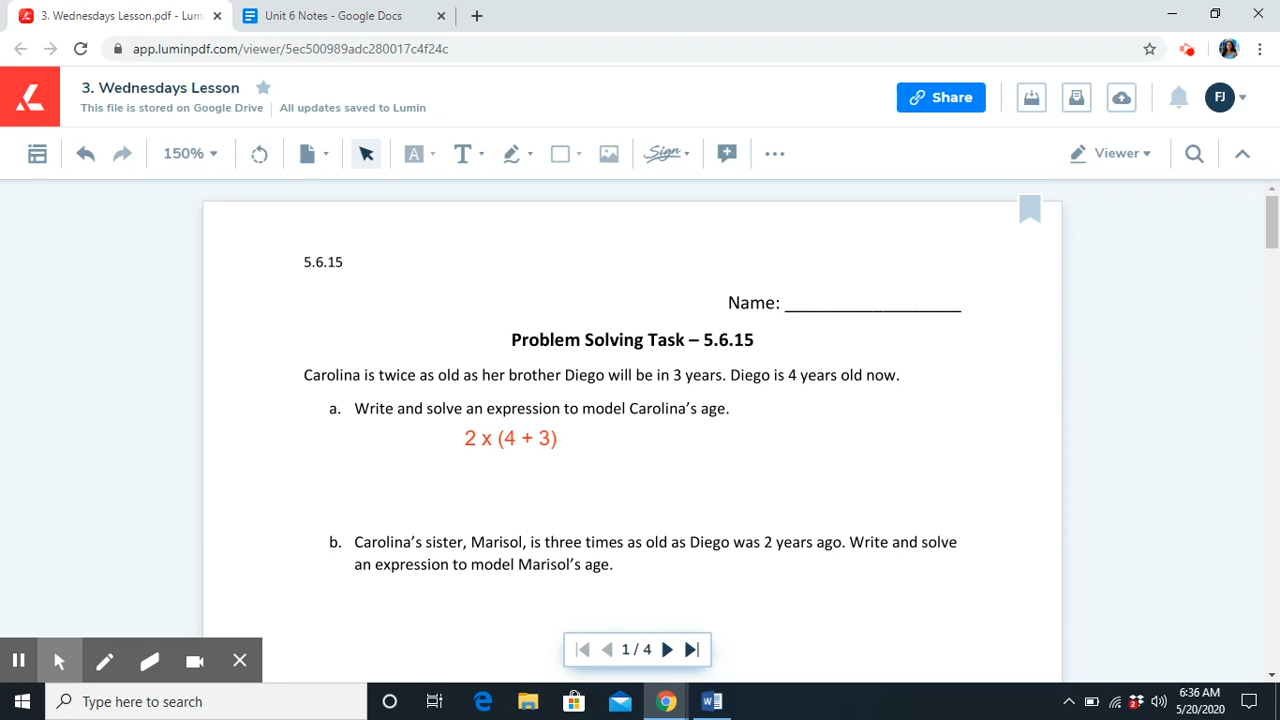 3. Wednesdays Lesson.pdf - Lum
Unit 6 Notes - Google Docs
app.luminpdf.com/viewer/5ec500989adc280017c4f24c
3. Wednesdays Lesson
This file is stored on Google Drive
All updates saved to Lumin
Share
FJ
150%
A
T
Sign
Viewer
5.6.15
Name: ___________________
Problem Solving Task – 5.6.15
Carolina is twice as old as her brother Diego will be in 3 years. Diego is 4 years old now.
a. Write and solve an expression to model Carolina's age.
2 x (4 + 3)
b. Carolina's sister, Marisol, is three times as old as Diego was 2 years ago. Write and solve
an expression to model Marisol's age.
1 / 4
Type here to search
6:36 AM
5/20/2020